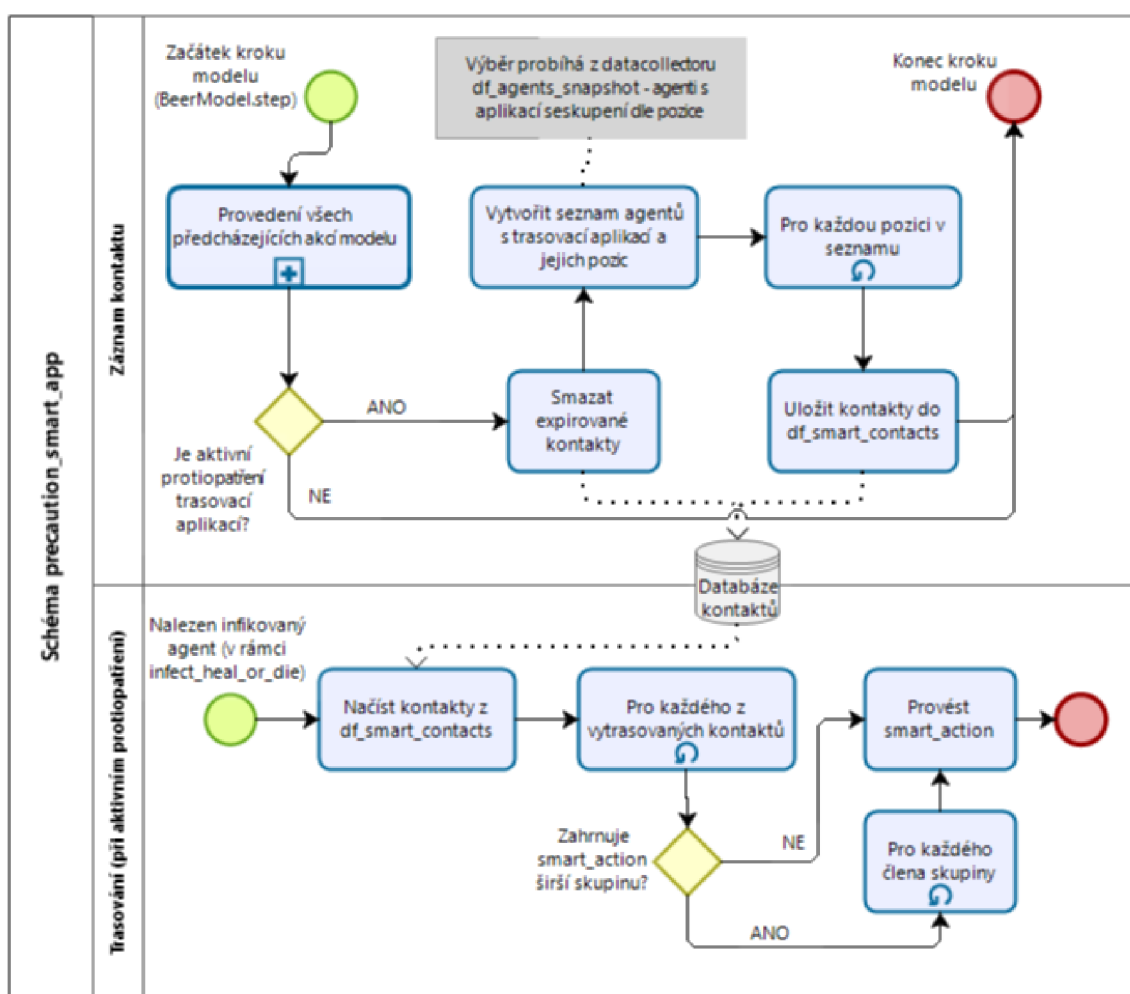 Schéma precaution_smart_app
Záznam kontaktu
Začátek kroku
modelu
(BeerModel.step)
Výběr probíhá z datacollectoru
df_agents_snapshot - agenti s
aplikací seskupení dle pozice
Konec kroku
modelu
Provedení všech
předcházejících akcí modelu
Vytvořit seznam agentů
s trasovací aplikací a
jejich pozic
Pro každou pozici v
seznamu
Je aktivní
protiopatření
trasovací
aplikací?
ANO
NE
Smazat
expirované
kontakty
Uložit kontakty do
df_smart_contacts
Databáze
kontaktů
Trasování (při aktivním protiopatření)
Nalezen infikovaný
agent (v rámci
infect_heal_or_die)
Načíst kontakty z
df_smart_contacts
Pro každého z
vytrasovaných kontaktů
Provést
smart_action
Zahrnuje
smart_action
širší skupinu?
NE
ANO
Pro každého
člena skupiny